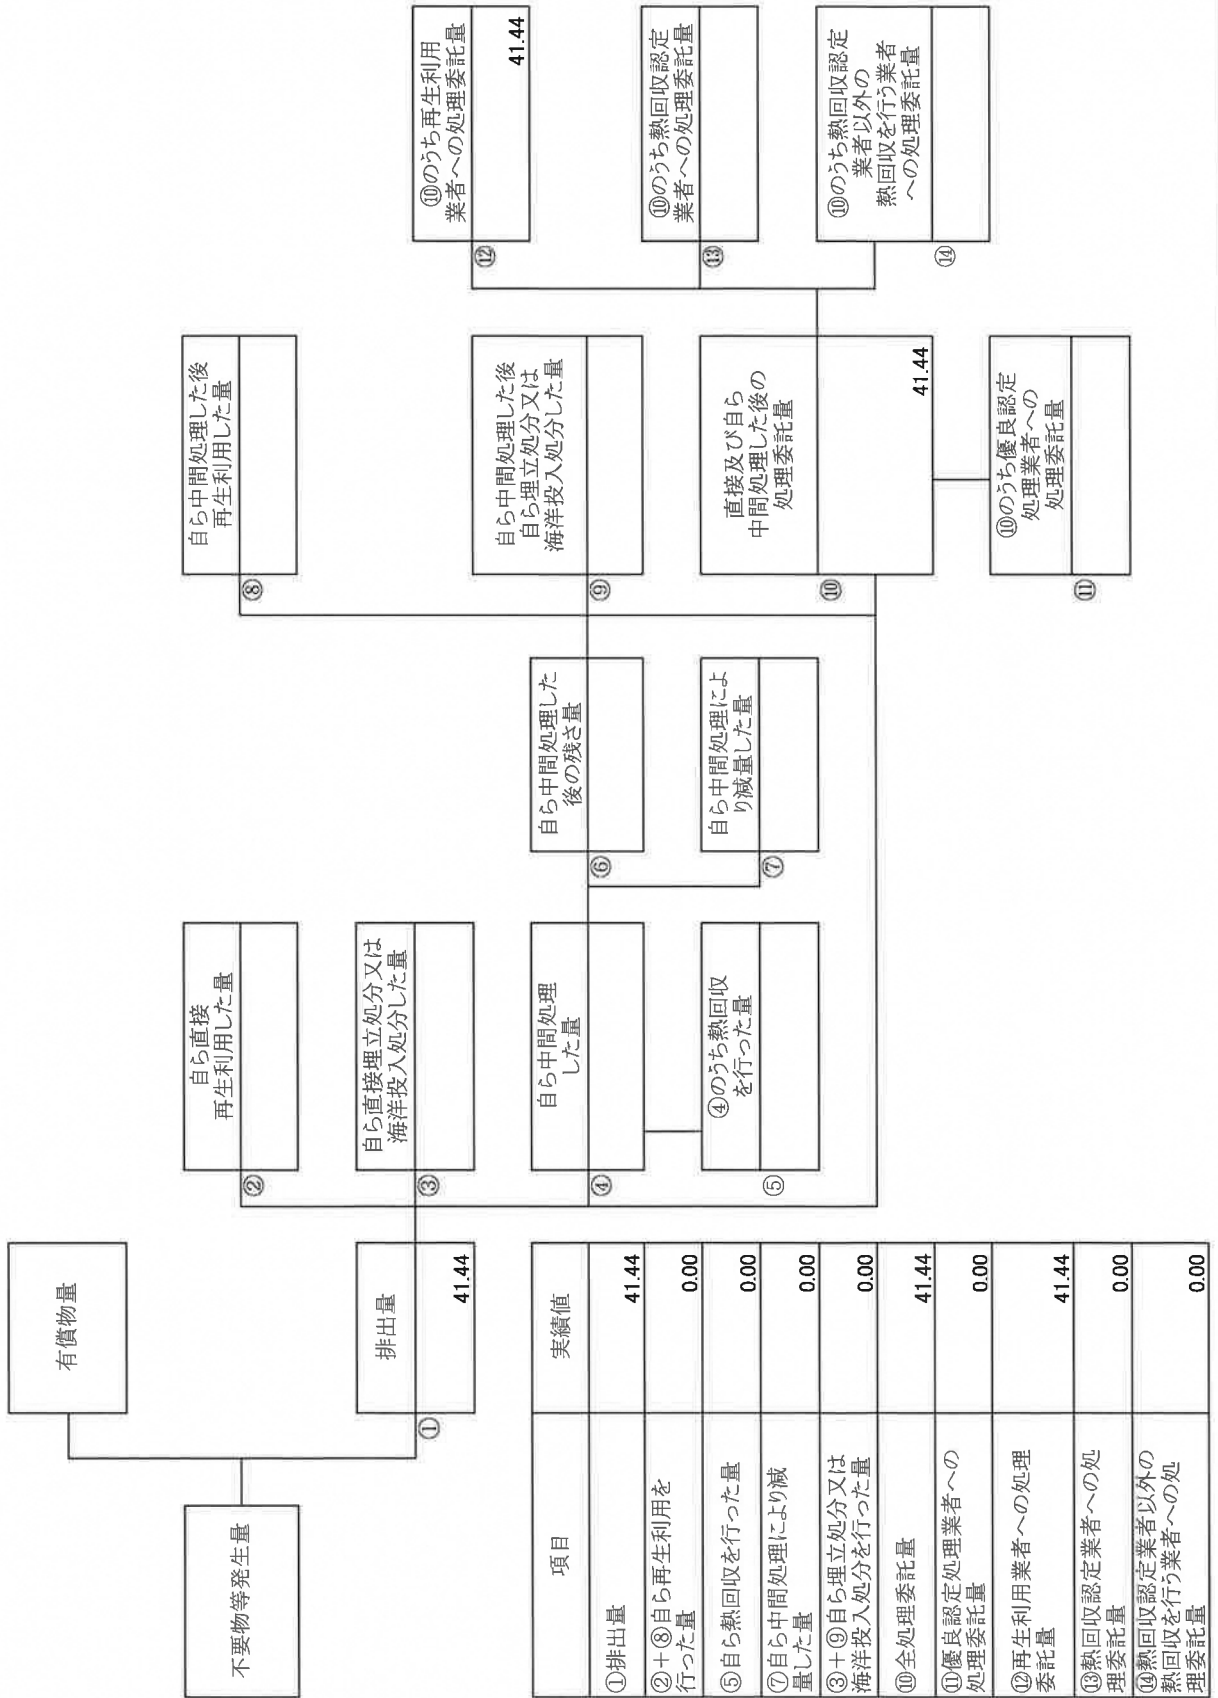 不要物等発生量
有償物量
①
排出量
41.44
②
自ら直接
再生利用した量
③
自ら直接埋立処分又は
海洋投入処分した量
④
自ら中間処理
した量
⑤
④のうち熱回収
を行った量
⑥
自ら中間処理した
後の残さ量
⑦
自ら中間処理によ
り減量した量
⑧
自ら中間処理した後
再生利用した量
⑨
自ら中間処理した後
自ら埋立処分又は
海洋投入処分した量
⑩
直接及び自ら
中間処理した後の
処理委託量
41.44
⑪
⑩のうち優良認定
処理業者への
処理委託量
⑫
⑩のうち再生利用
業者への処理委託量
41.44
⑬
⑩のうち熱回収認定
業者への処理委託量
⑭
⑩のうち熱回収認定
業者以外の
熱回収を行う業者
への処理委託量
項目
実績値
①排出量
41.44
②+⑧自ら再生利用を
行った量
0.00
⑤自ら熱回収を行った量
0.00
⑦自ら中間処理により減
量した量
0.00
③+⑨自ら埋立処分又は
海洋投入処分を行った量
0.00
⑩全処理委託量
41.44
⑪優良認定処理業者への
処理委託量
0.00
⑫再生利用業者への処理
委託量
41.44
⑬熱回収認定業者への処
理委託量
0.00
⑭熱回収認定業者以外の
熱回収を行う業者への処
理委託量
0.00